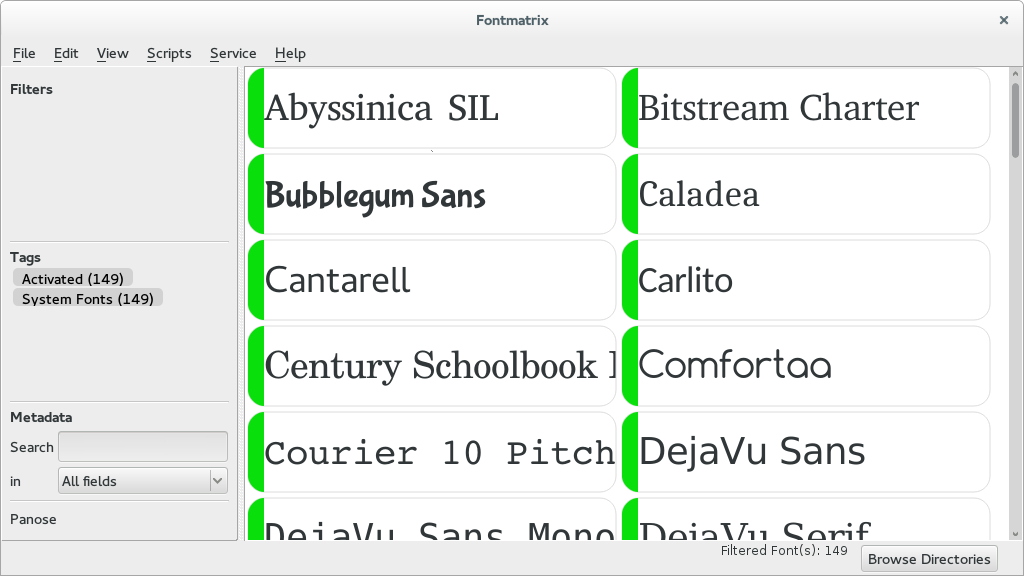 Fontmatrix
File Edit View Scripts Service Help
Filters
Tags
Activated (149)
System Fonts (149)
Metadata
Search
in All fields
Panose
Abyssinica SIL
Bitstream Charter
Bubblegum Sans
Caladea
Cantarell
Carlito
Century Schoolbook
Comfortaa
Courier 10 Pitch
DejaVu Sans
DejaVu Sans Mono
DejaVu Serif
Filtered Font(s): 149
Browse Directories